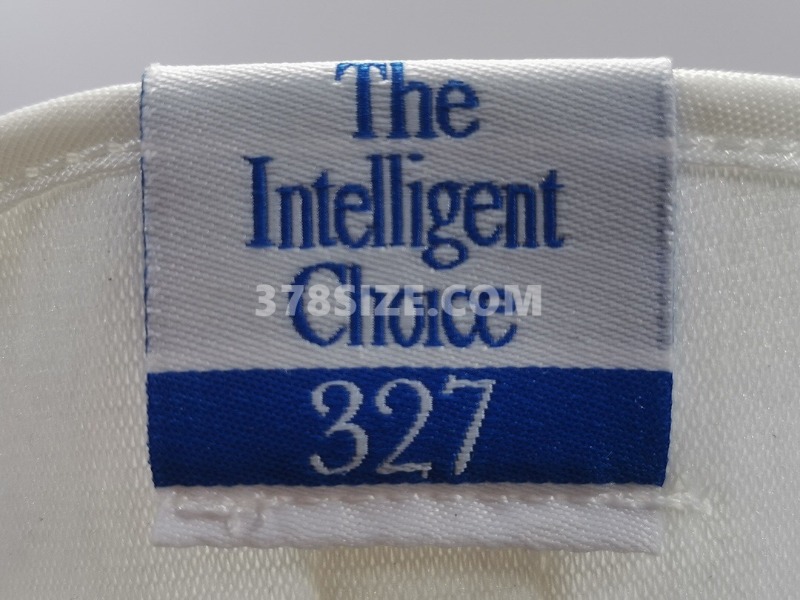 The
Intelligent
Choice
378SIZE.COM
327